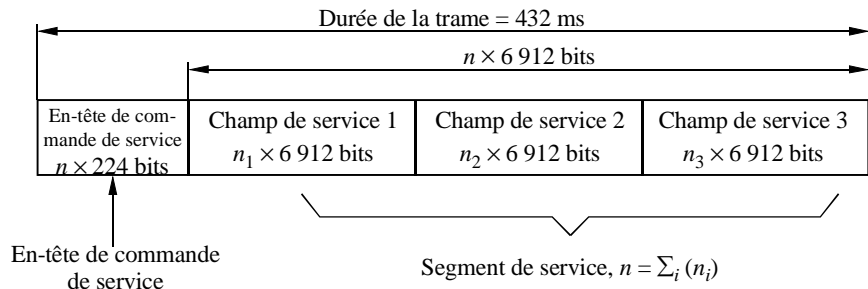 Durée de la trame = 432 ms
n × 6 912 bits
En-tête de com-
mande de service
n × 224 bits
Champ de service 1
n₁ × 6 912 bits
Champ de service 2
n₂ × 6 912 bits
Champ de service 3
n₃ × 6 912 bits
En-tête de commande
de service
Segment de service, n = ∑ᵢ (nᵢ)